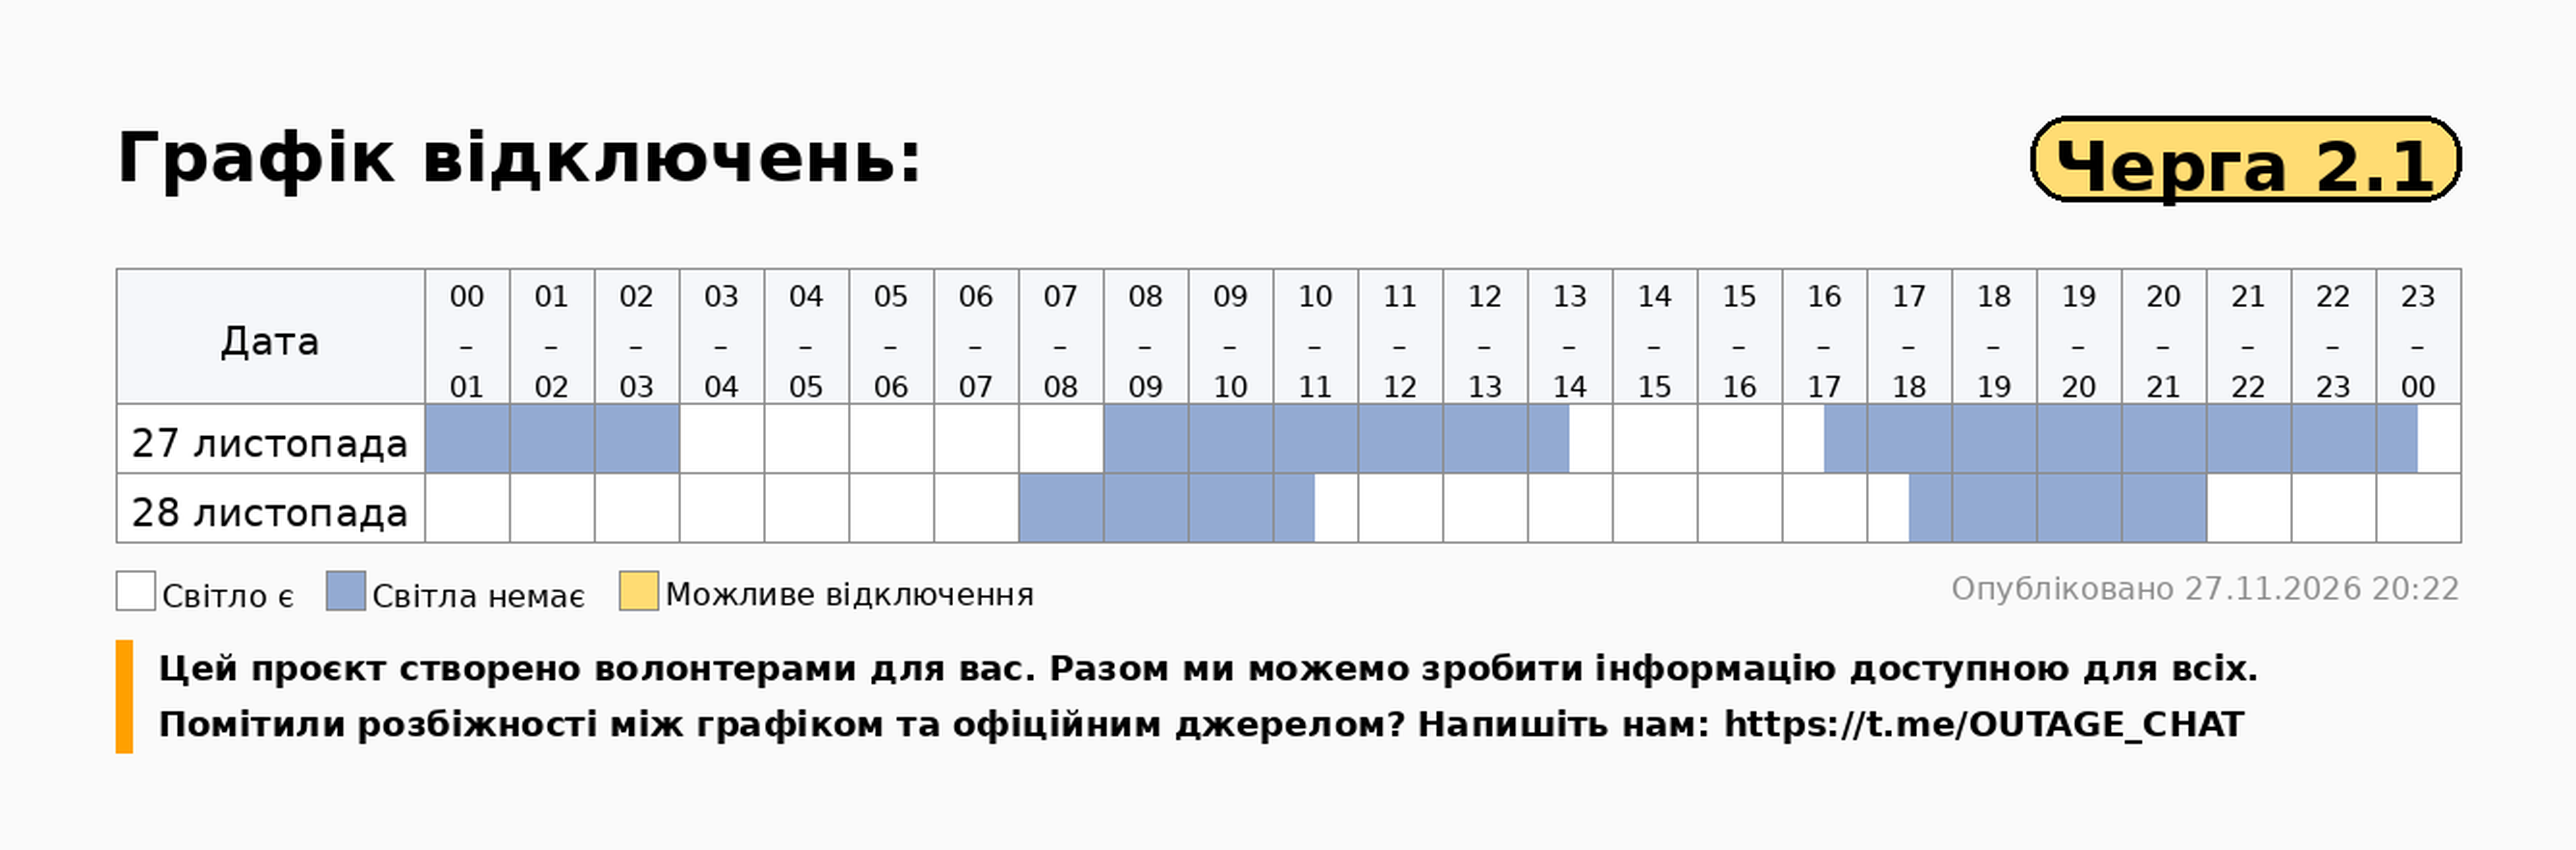 Графік відключень:
Черга 2.1
Дата
00 – 01
01 – 02
02 – 03
03 – 04
04 – 05
05 – 06
06 – 07
07 – 08
08 – 09
09 – 10
10 – 11
11 – 12
12 – 13
13 – 14
14 – 15
15 – 16
16 – 17
17 – 18
18 – 19
19 – 20
20 – 21
21 – 22
22 – 23
23 – 00
27 листопада
28 листопада
Світло є
Світла немає
Можливе відключення
Опубліковано 27.11.2026 20:22
Цей проєкт створено волонтерами для вас. Разом ми можемо зробити інформацію доступною для всіх.
Помітили розбіжності між графіком та офіційним джерелом? Напишіть нам: https://t.me/OUTAGE_CHAT